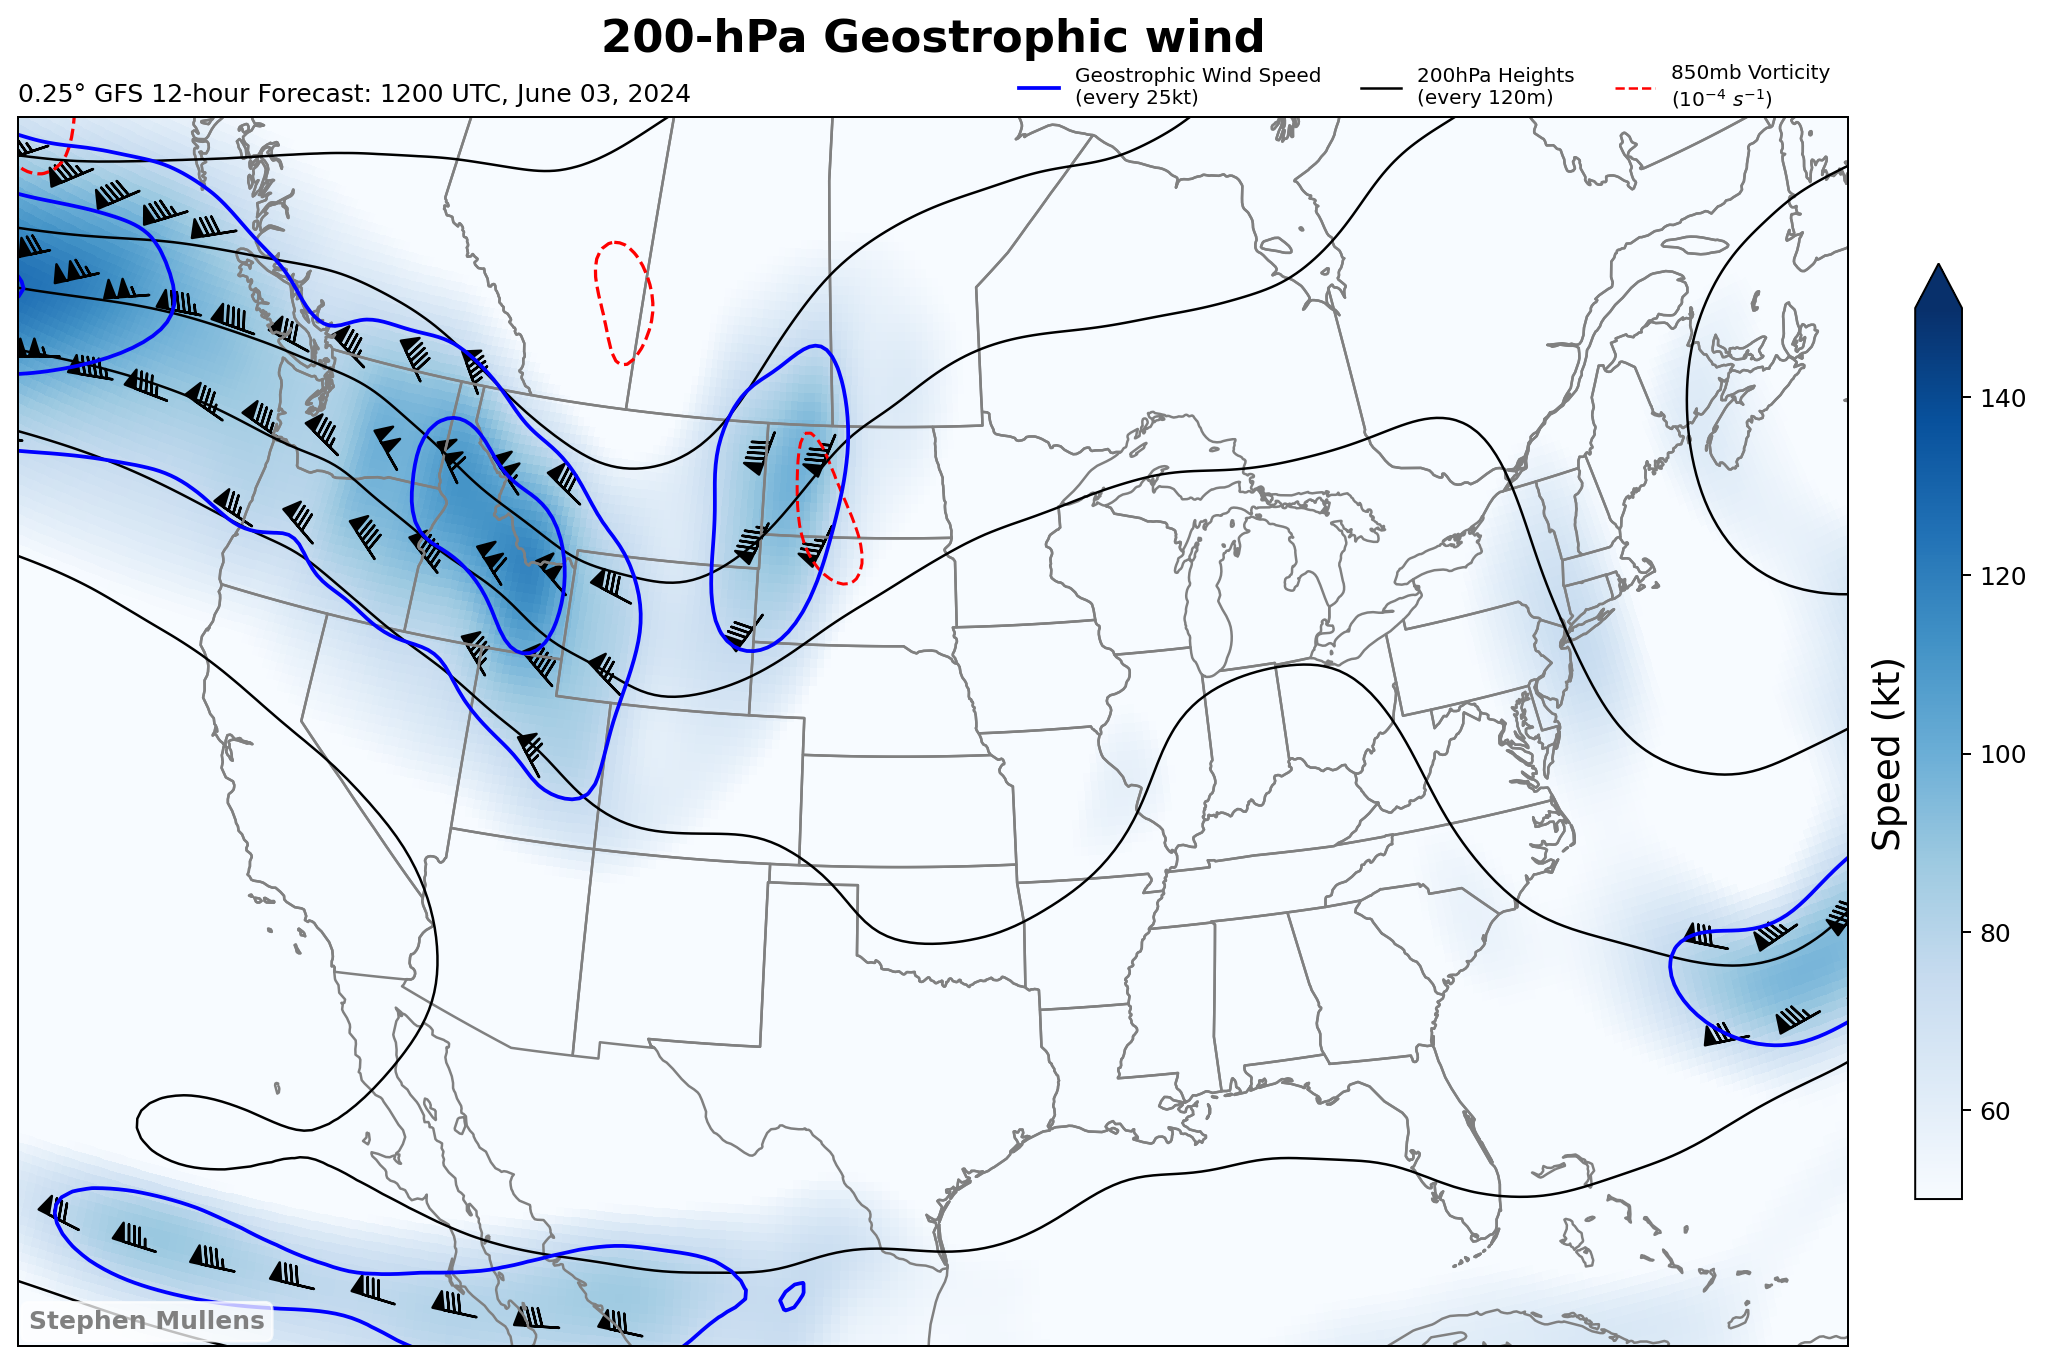 200-hPa Geostrophic wind
0.25° GFS 12-hour Forecast: 1200 UTC, June 03, 2024
Geostrophic Wind Speed
(every 25kt)
200hPa Heights
(every 120m)
850mb Vorticity
(10⁻⁴ s⁻¹)
140
120
100
80
60
Speed (kt)
Stephen Mullens